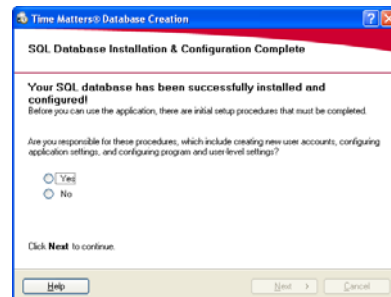 Time Matters® Database Creation
SQL Database Installation & Configuration Complete
Your SQL database has been successfully installed and
configured!
Before you can use the application, there are initial setup procedures that must be completed.
Are you responsible for these procedures, which include creating new user accounts, configuring
application settings, and configuring program and user-level settings?
Yes
No
Click Next to continue.
Help
Next >
Cancel